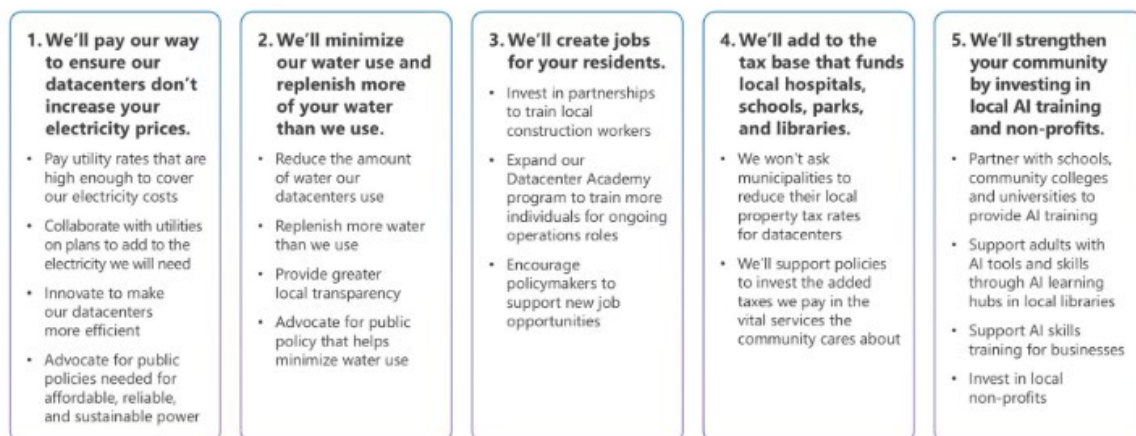 1. We'll pay our way
to ensure our
datacenters don't
increase your
electricity prices.
• Pay utility rates that are
high enough to cover
our electricity costs
• Collaborate with utilities
on plans to add to the
electricity we will need
• Innovate to make
our datacenters
more efficient
• Advocate for public
policies needed for
affordable, reliable,
and sustainable power
2. We'll minimize
our water use and
replenish more
of your water
than we use.
• Reduce the amount
of water our
datacenters use
• Replenish more water
than we use
• Provide greater
local transparency
• Advocate for public
policy that helps
minimize water use
3. We'll create jobs
for your residents.
• Invest in partnerships
to train local
construction workers
• Expand our
Datacenter Academy
program to train more
individuals for ongoing
operations roles
• Encourage
policymakers to
support new job
opportunities
4. We'll add to the
tax base that funds
local hospitals,
schools, parks,
and libraries.
• We won't ask
municipalities to
reduce their local
property tax rates
for datacenters
• We'll support policies
to invest the added
taxes we pay in the
vital services the
community cares about
5. We'll strengthen
your community
by investing in
local AI training
and non-profits.
• Partner with schools,
community colleges
and universities to
provide AI training
• Support adults with
AI tools and skills
through AI learning
hubs in local libraries
• Support AI skills
training for businesses
• Invest in local
non-profits